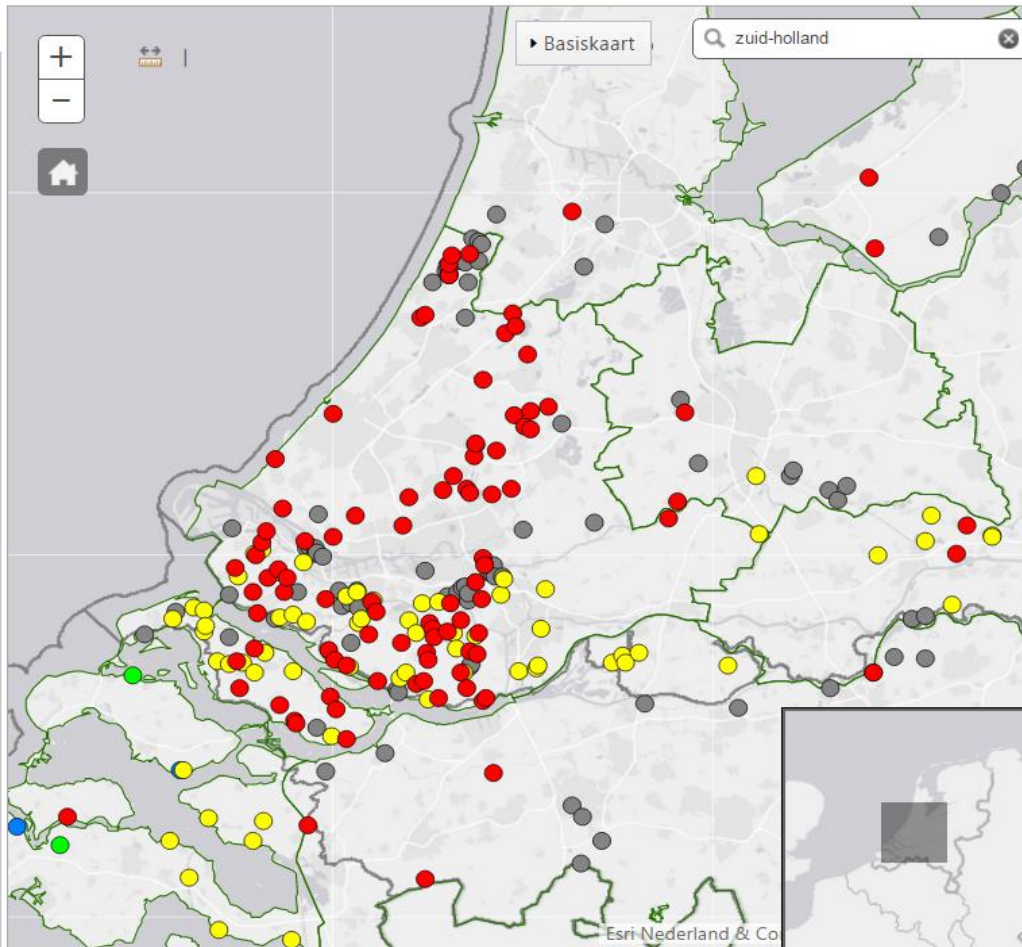 +
|
Basiskaart
zuid-holland
−
Esri Nederland & Co